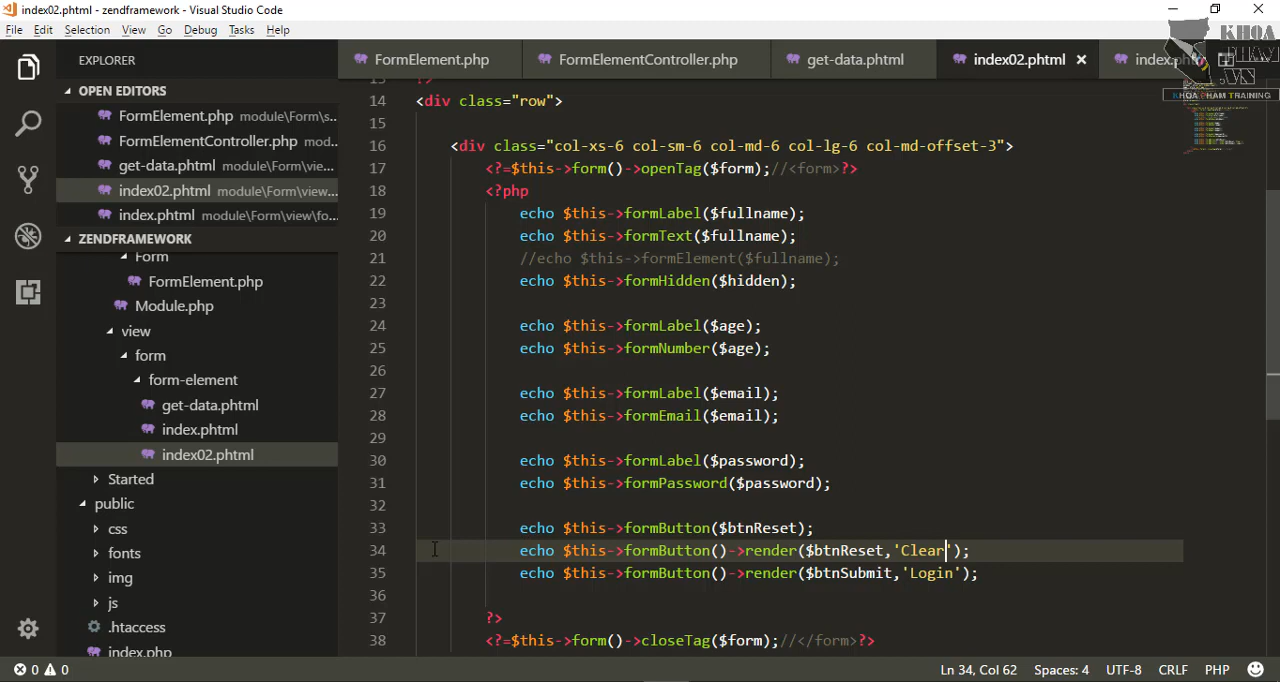 index02.phtml - zendframework - Visual Studio Code
File Edit Selection View Go Debug Tasks Help
KHOA
PHẠM
KHOA PHAM TRAINING
EXPLORER
FormElement.php FormElementController.php get-data.phtml index02.phtml
OPEN EDITORS
FormElement.php module\Form\s...
FormElementController.php mod...
get-data.phtml module\Form\view...
index02.phtml module\Form\view...
index.phtml module\Form\view\fo...
ZENDFRAMEWORK
Form
FormElement.php
Module.php
view
form
form-element
get-data.phtml
index.phtml
index02.phtml
Started
public
css
fonts
img
js
.htaccess
index.php
14 <div class="row">
15
16 <div class="col-xs-6 col-sm-6 col-md-6 col-lg-6 col-md-offset-3">
17 <?=$this->form()->openTag($form);//<form>?>
18 <?php
19 echo $this->formLabel($fullname);
20 echo $this->formText($fullname);
21 //echo $this->formElement($fullname);
22 echo $this->formHidden($hidden);
23
24 echo $this->formLabel($age);
25 echo $this->formNumber($age);
26
27 echo $this->formLabel($email);
28 echo $this->formEmail($email);
29
30 echo $this->formLabel($password);
31 echo $this->formPassword($password);
32
33 echo $this->formButton($btnReset);
34 echo $this->formButton()->render($btnReset,'Clear');
35 echo $this->formButton()->render($btnSubmit,'Login');
36
37 ?>
38 <?=$this->form()->closeTag($form);//</form>?>
0 0 Ln 34, Col 62 Spaces: 4 UTF-8 CRLF PHP